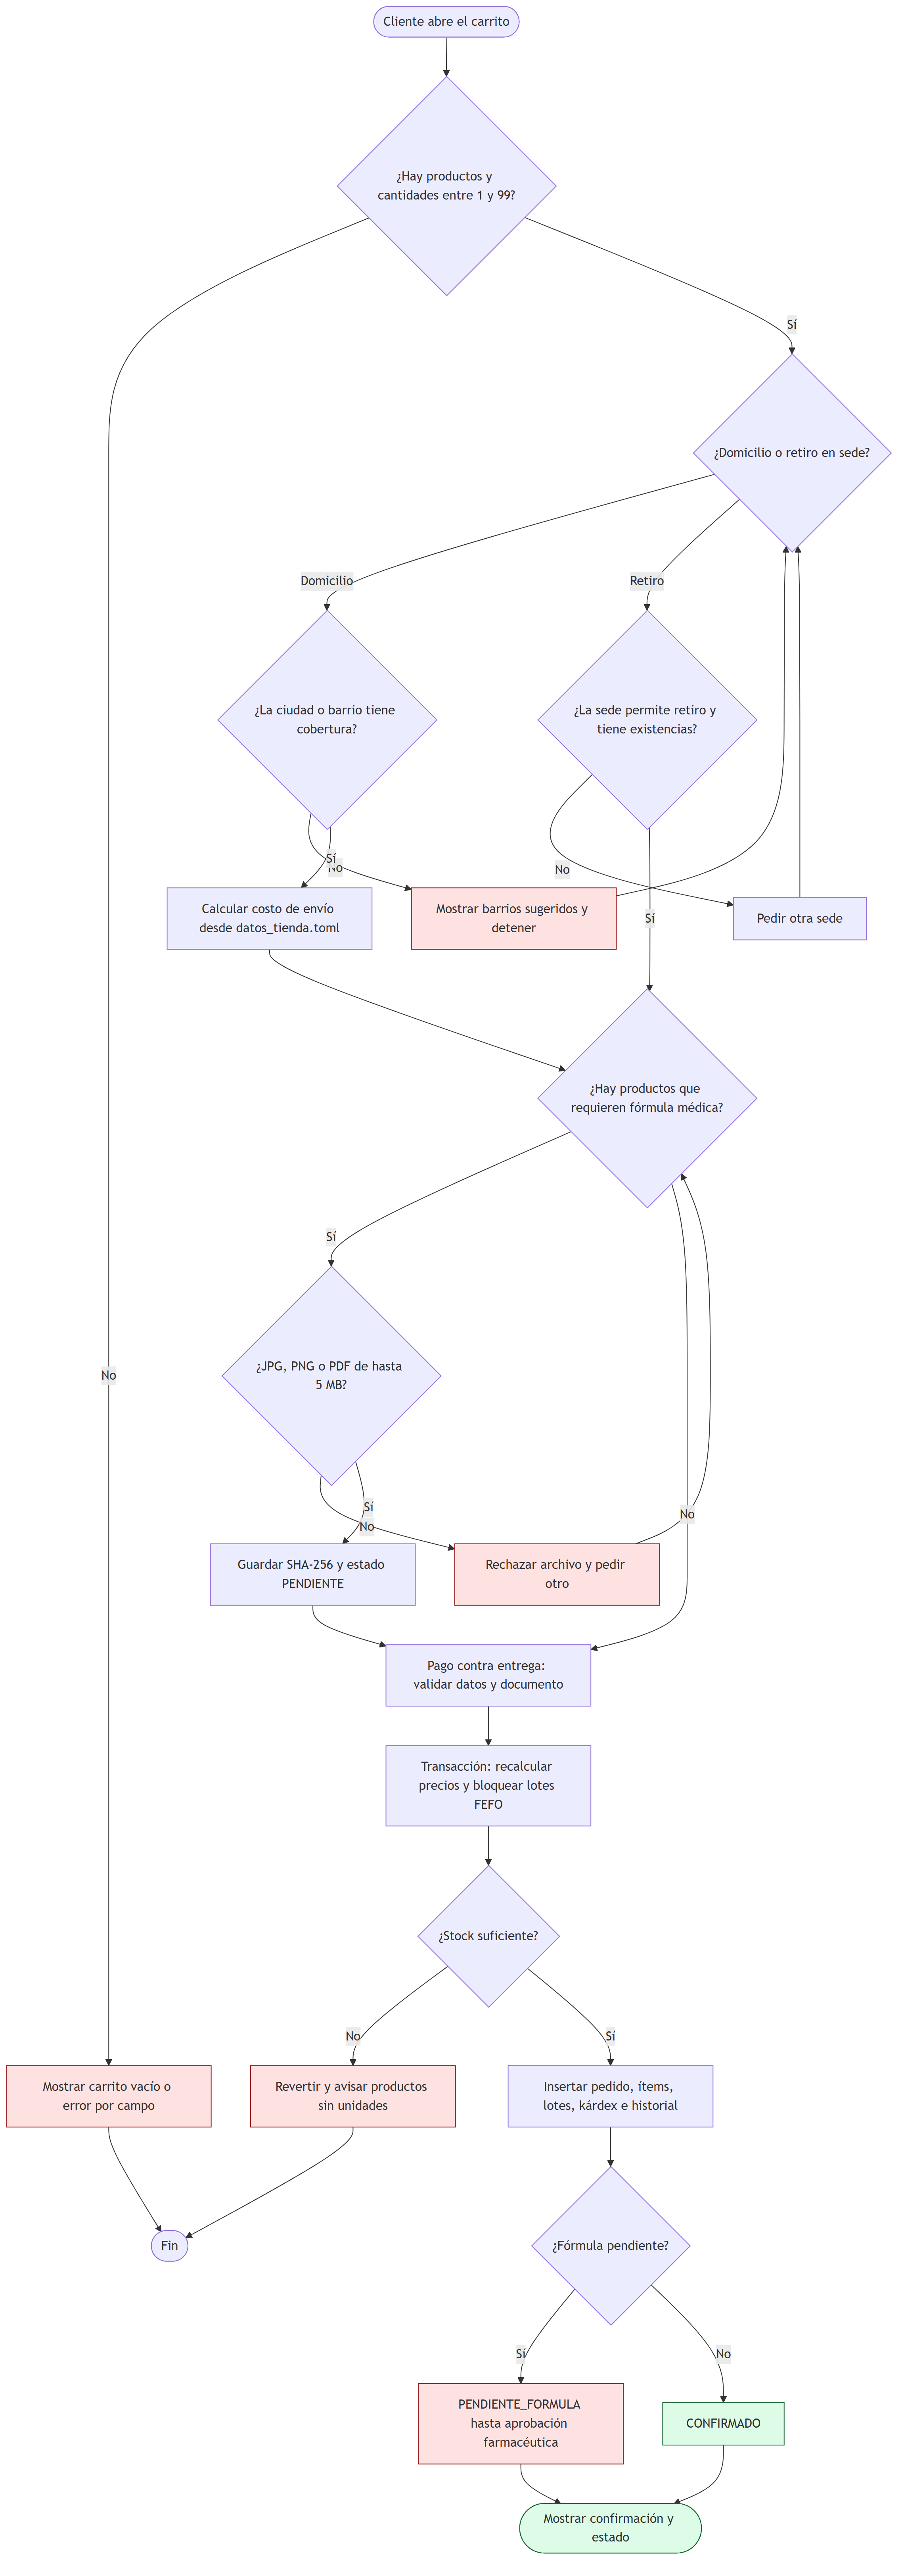 Cliente abre el carrito
¿Hay productos y
cantidades entre 1 y 99?
Sí
¿Domicilio o retiro en sede?
Domicilio
Retiro
¿La ciudad o barrio tiene
cobertura?
¿La sede permite retiro y
tiene existencias?
Sí
No
No
Calcular costo de envío
desde datos_tienda.toml
Mostrar barrios sugeridos y
detener
Sí
Pedir otra sede
¿Hay productos que
requieren fórmula médica?
Sí
No
¿JPG, PNG o PDF de hasta
5 MB?
Sí
No
No
Guardar SHA-256 y estado
PENDIENTE
Rechazar archivo y pedir
otro
Pago contra entrega:
validar datos y documento
Transacción: recalcular
precios y bloquear lotes
FEFO
¿Stock suficiente?
No
Sí
Mostrar carrito vacío o
error por campo
Revertir y avisar productos
sin unidades
Insertar pedido, ítems,
lotes, kárdex e historial
Fin
¿Fórmula pendiente?
Sí
No
PENDIENTE_FORMULA
hasta aprobación
farmacéutica
CONFIRMADO
Mostrar confirmación y
estado